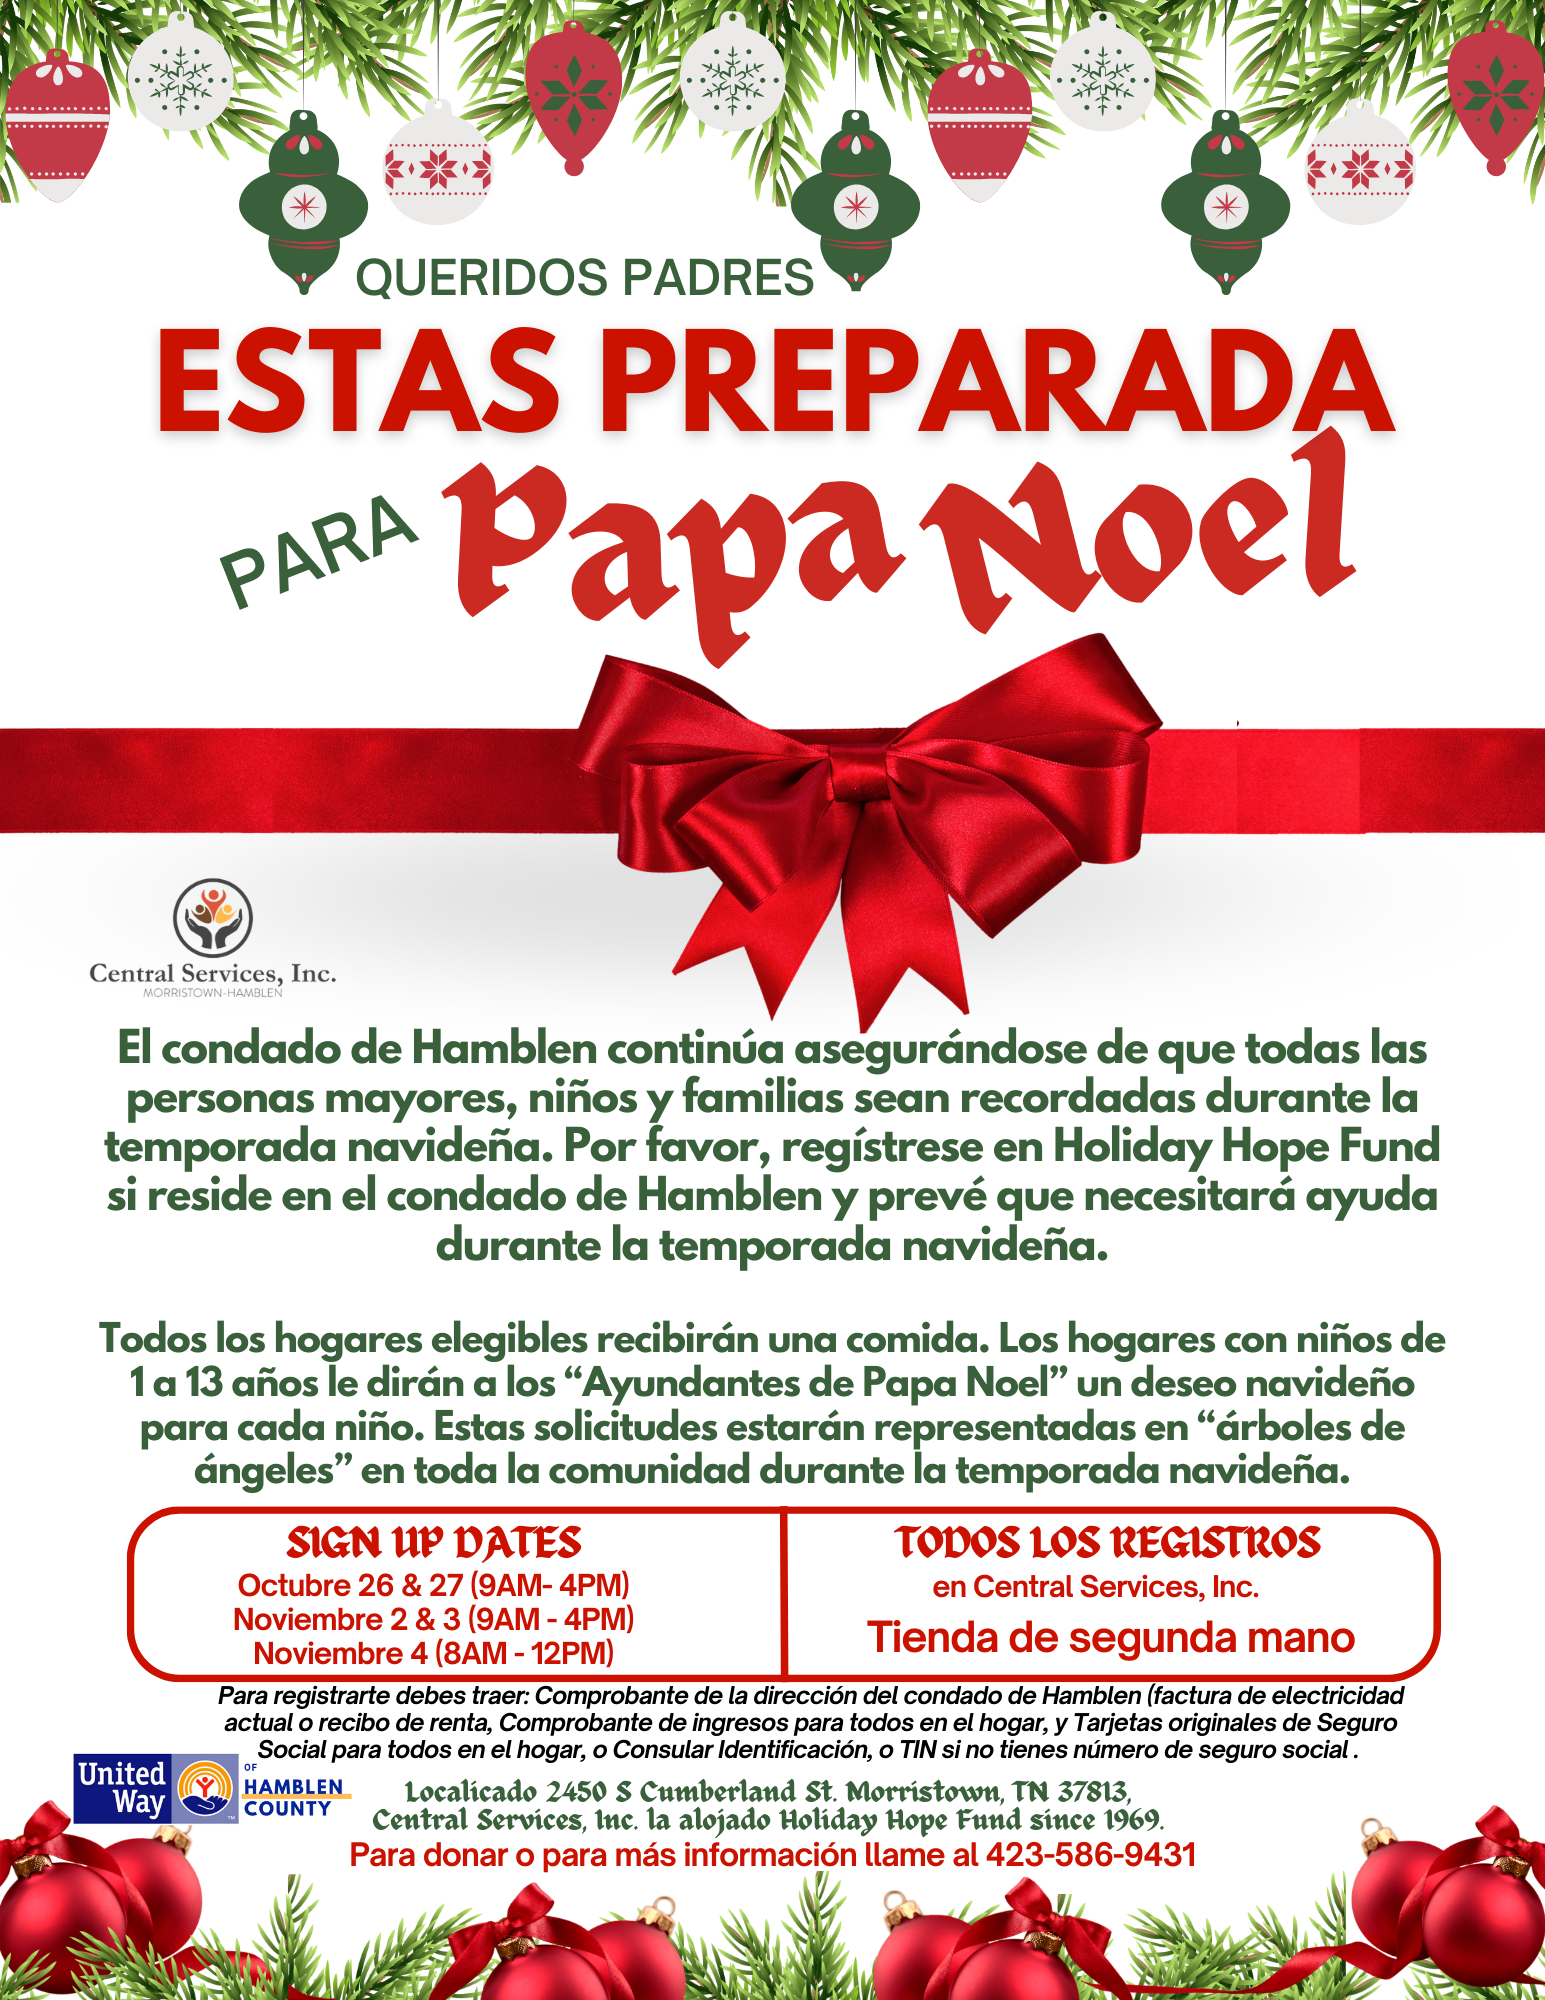 QUERIDOS PADRES
ESTAS PREPARADA
PARA Papa Noel
Central Services, Inc.
MORRISTOWN-HAMBLEN
El condado de Hamblen continúa asegurándose de que todas las
personas mayores, niños y familias sean recordadas durante la
temporada navideña. Por favor, regístrese en Holiday Hope Fund
si reside en el condado de Hamblen y prevé que necesitará ayuda
durante la temporada navideña.
Todos los hogares elegibles recibirán una comida. Los hogares con niños de
1 a 13 años le dirán a los “Ayundantes de Papa Noel” un deseo navideño
para cada niño. Estas solicitudes estarán representadas en “árboles de
ángeles” en toda la comunidad durante la temporada navideña.
SIGN UP DATES
Octubre 26 & 27 (9AM- 4PM)
Noviembre 2 & 3 (9AM - 4PM)
Noviembre 4 (8AM - 12PM)
TODOS LOS REGISTROS
en Central Services, Inc.
Tienda de segunda mano
Para registrarte debes traer: Comprobante de la dirección del condado de Hamblen (factura de electricidad
actual o recibo de renta, Comprobante de ingresos para todos en el hogar, y Tarjetas originales de Seguro
Social para todos en el hogar, o Consular Identificación, o TIN si no tienes número de seguro social .
United
Way
TM
OF
HAMBLEN
COUNTY
Localicado 2450 S Cumberland St. Morristown, TN 37813,
Central Services, Inc. la alojado Holiday Hope Fund since 1969.
Para donar o para más información llame al 423-586-9431